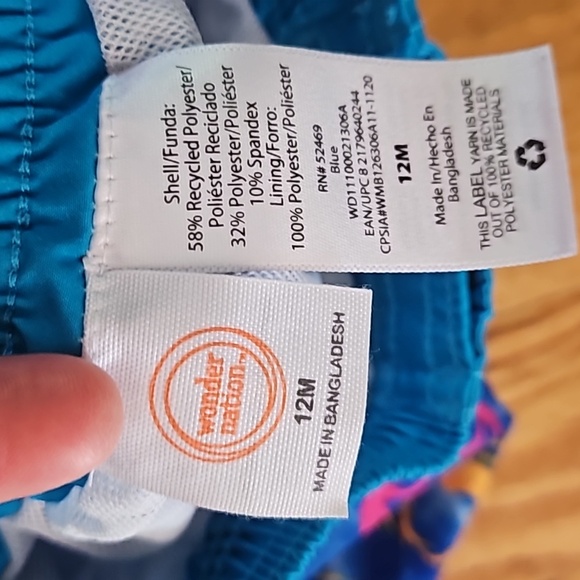 Shell/Funda:
58% Recycled Polyester/
Poliéster Reciclado
32% Polyester/Poliéster
10% Spandex
Lining/Forro:
100% Polyester/Poliéster
RN# 52469
Blue
WD111100021306A
EAN/UPC 8 2179640244
CPSIA#WMB126306A11-1120
12M
Made In/Hecho En
Bangladesh
THIS LABEL YARN IS MADE
OUT OF 100% RECYCLED
POLYESTER MATERIALS
wonder
nation™
12M
MADE IN BANGLADESH